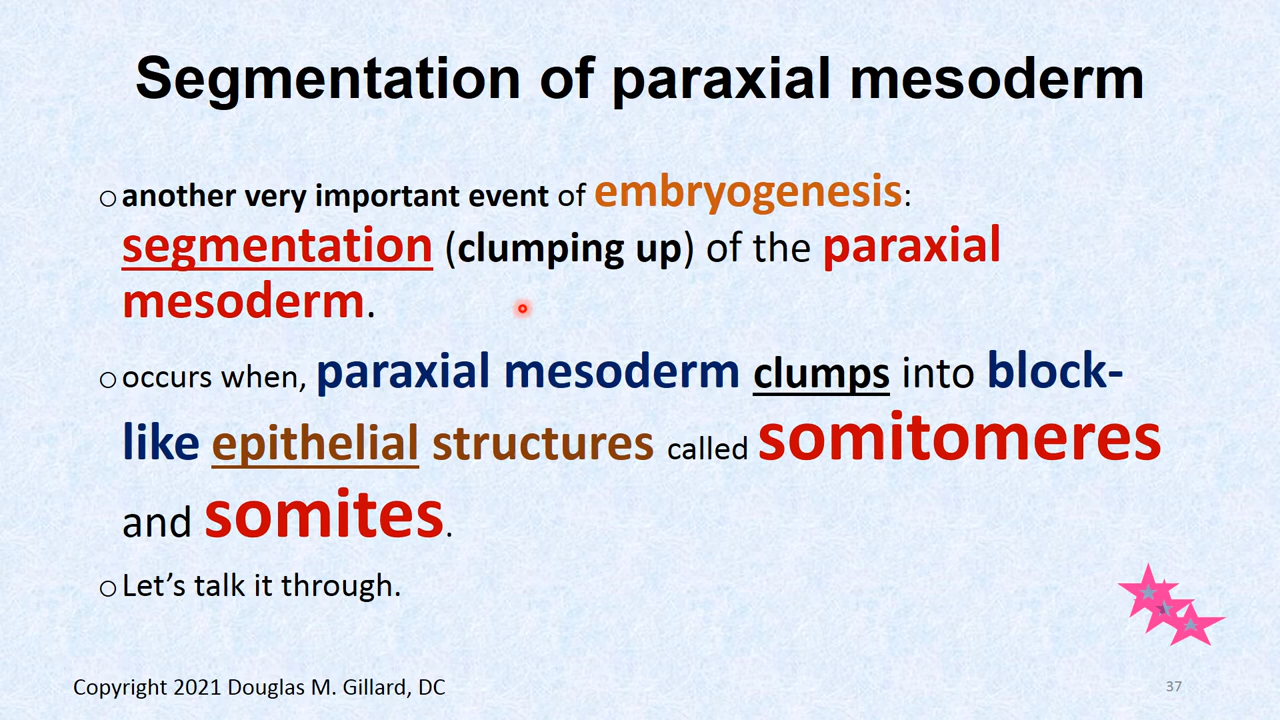 Segmentation of paraxial mesoderm
○another very important event of embryogenesis:
segmentation (clumping up) of the paraxial
mesoderm.
○occurs when, paraxial mesoderm clumps into block-
like epithelial structures called somitomeres
and somites.
○Let’s talk it through.
Copyright 2021 Douglas M. Gillard, DC
37